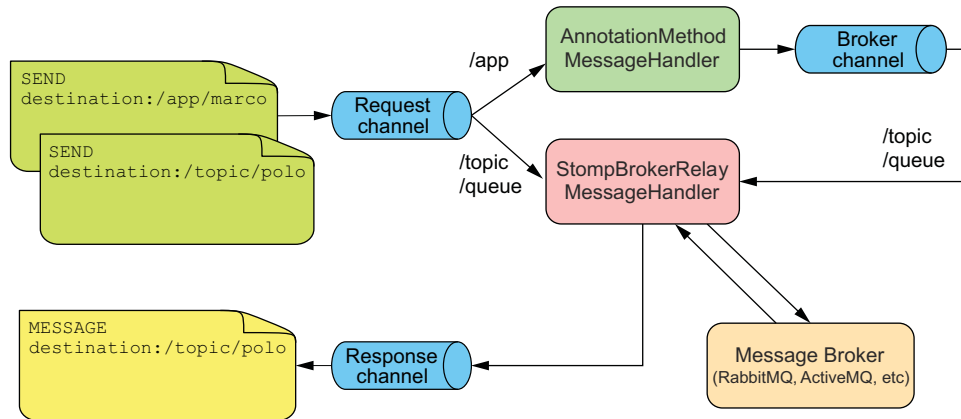 SEND
destination:/app/marco
SEND
destination:/topic/polo
Request
channel
/app
/topic
/queue
AnnotationMethod
MessageHandler
Broker
channel
StompBrokerRelay
MessageHandler
/topic
/queue
MESSAGE
destination:/topic/polo
Response
channel
Message Broker
(RabbitMQ, ActiveMQ, etc)